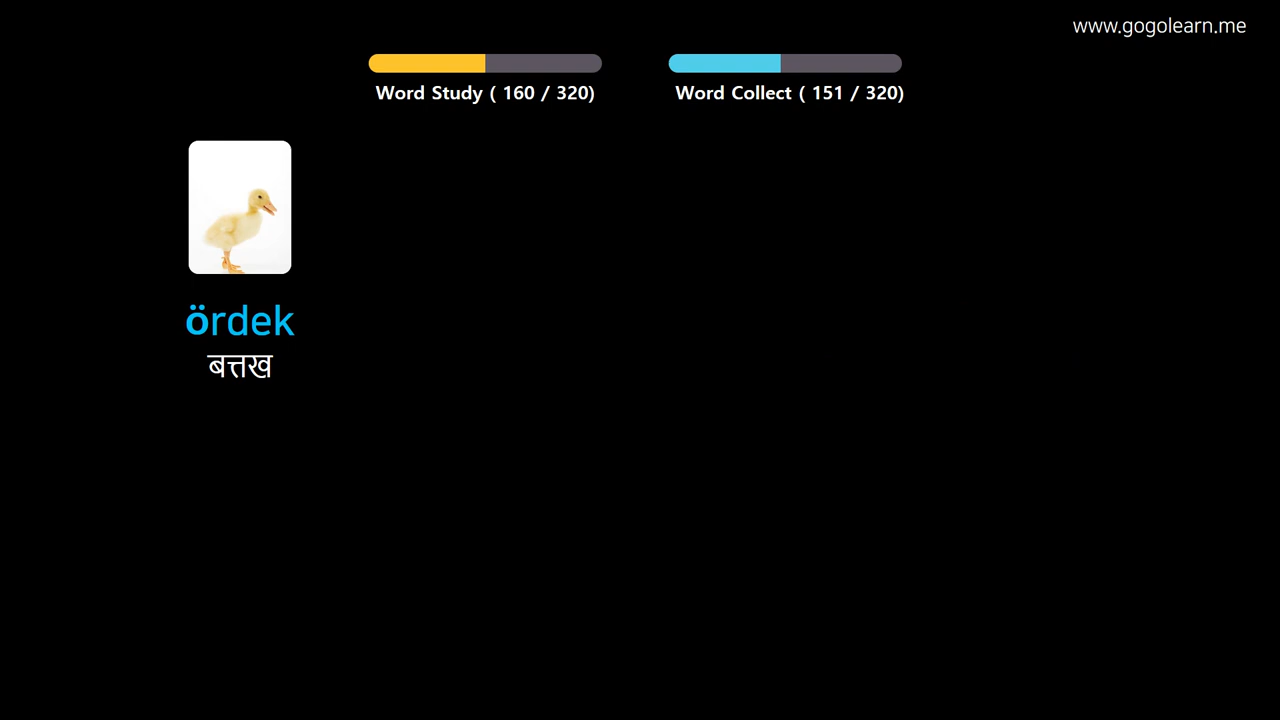 www.gogolearn.me
Word Study ( 160 / 320)
Word Collect ( 151 / 320)
ördek
बत्तख